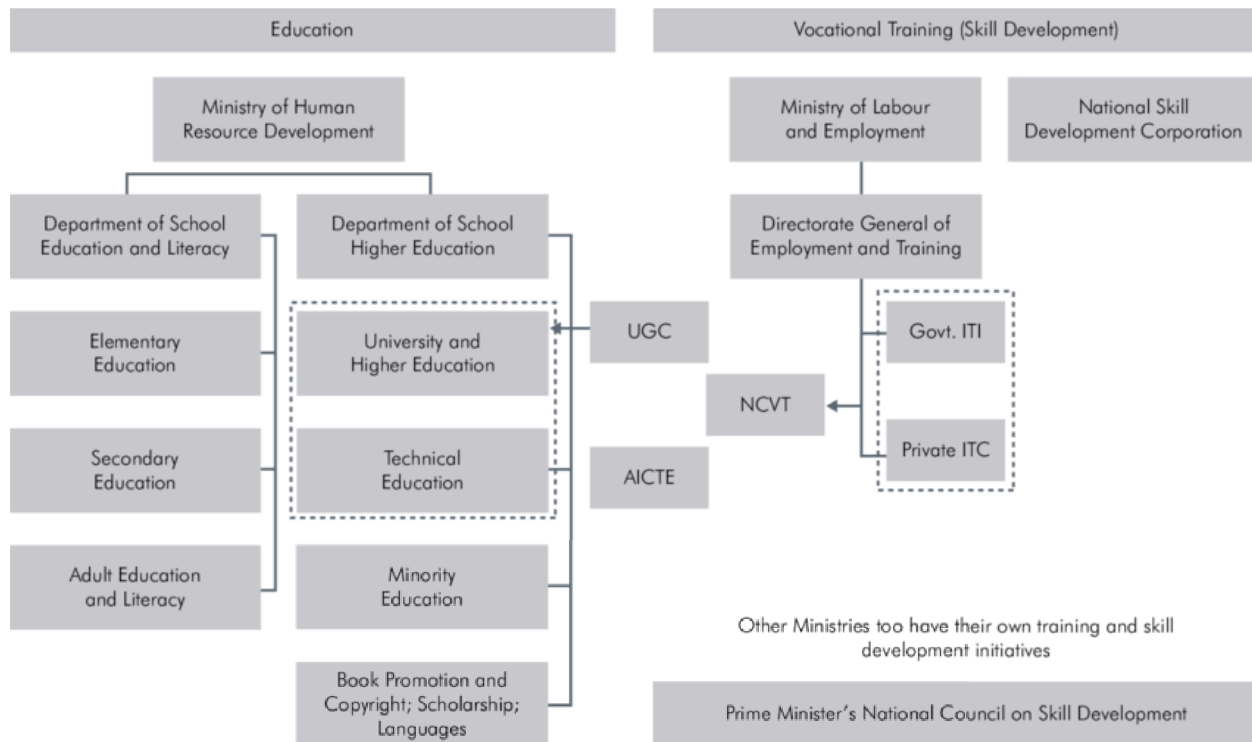 Education
Vocational Training (Skill Development)
Ministry of Human
Resource Development
Ministry of Labour
and Employment
National Skill
Development Corporation
Department of School
Education and Literacy
Department of School
Higher Education
Directorate General of
Employment and Training
Elementary
Education
University and
Higher Education
UGC
Govt. ITI
NCVT
Secondary
Education
Technical
Education
AICTE
Private ITC
Adult Education
and Literacy
Minority
Education
Other Ministries too have their own training and skill
development initiatives
Book Promotion and
Copyright; Scholarship;
Languages
Prime Minister's National Council on Skill Development